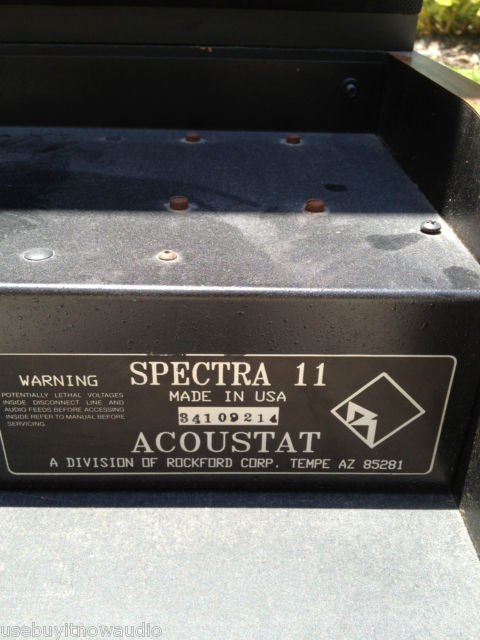 WARNING
POTENTIALLY LETHAL VOLTAGES
INSIDE DISCONNECT LINE AND
AUDIO FEEDS BEFORE ACCESSING
INSIDE REFER TO MANUAL BEFORE
SERVICING.
SPECTRA 11
MADE IN USA
34109214
ACOUSTAT
A DIVISION OF ROCKFORD CORP. TEMPE AZ 85281
usebuyitnowaudio